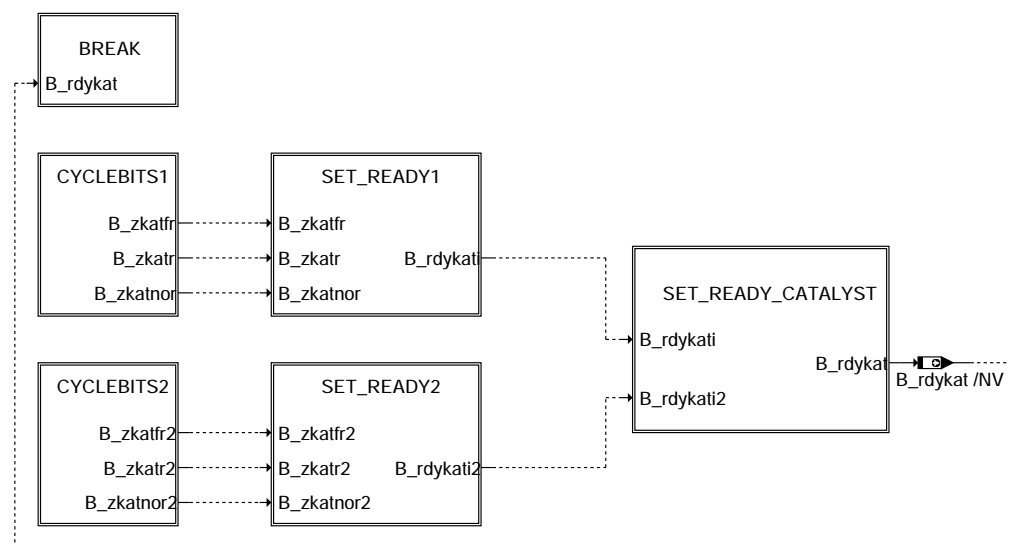 BREAK
B_rdykat
CYCLEBITS1
B_zkatfr
B_zkatr
B_zkatnor
SET_READY1
B_zkatfr
B_zkatr
B_zkatnor
B_rdykati
CYCLEBITS2
B_zkatfr2
B_zkatr2
B_zkatnor2
SET_READY2
B_zkatfr2
B_zkatr2
B_zkatnor2
B_rdykati2
SET_READY_CATALYST
B_rdykati
B_rdykati2
B_rdykat
B_rdykat /NV